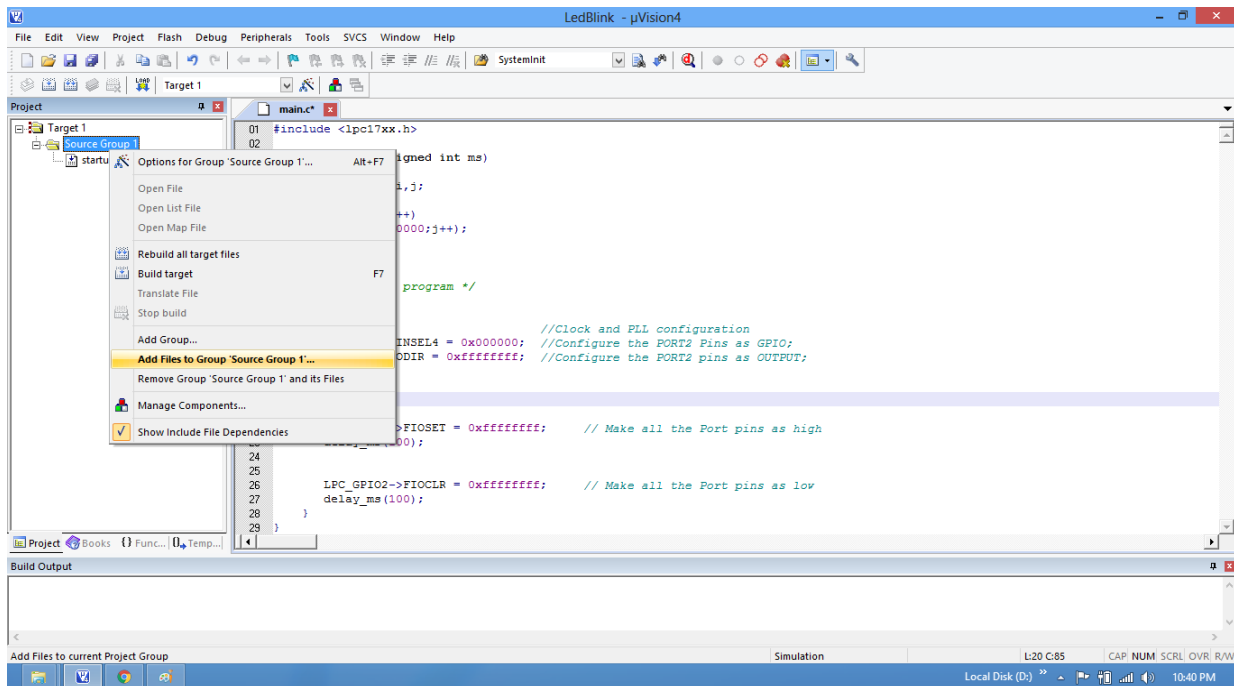 LedBlink - µVision4
File Edit View Project Flash Debug Peripherals Tools SVCS Window Help
SystemInit
Target 1
Project
main.c*
Target 1
Source Group 1
startu
01 #include <lpc17xx.h>
02
igned int ms)
i,j;
++)
0000;j++);
program */
//Clock and PLL configuration
INSEL4 = 0x000000; //Configure the PORT2 Pins as GPIO;
ODIR = 0xffffffff; //Configure the PORT2 pins as OUTPUT;
>FIOSET = 0xffffffff; // Make all the Port pins as high
00);
24
25
26 LPC_GPIO2->FIOCLR = 0xffffffff; // Make all the Port pins as low
27 delay_ms(100);
28 }
29 }
Options for Group 'Source Group 1'... Alt+F7
Open File
Open List File
Open Map File
Rebuild all target files
Build target F7
Translate File
Stop build
Add Group...
Add Files to Group 'Source Group 1'...
Remove Group 'Source Group 1' and its Files
Manage Components...
Show Include File Dependencies
Project Books {} Func... Temp...
Build Output
Add Files to current Project Group Simulation L:20 C:85 CAP NUM SCRL OVR R/W
Local Disk (D:) 10:40 PM